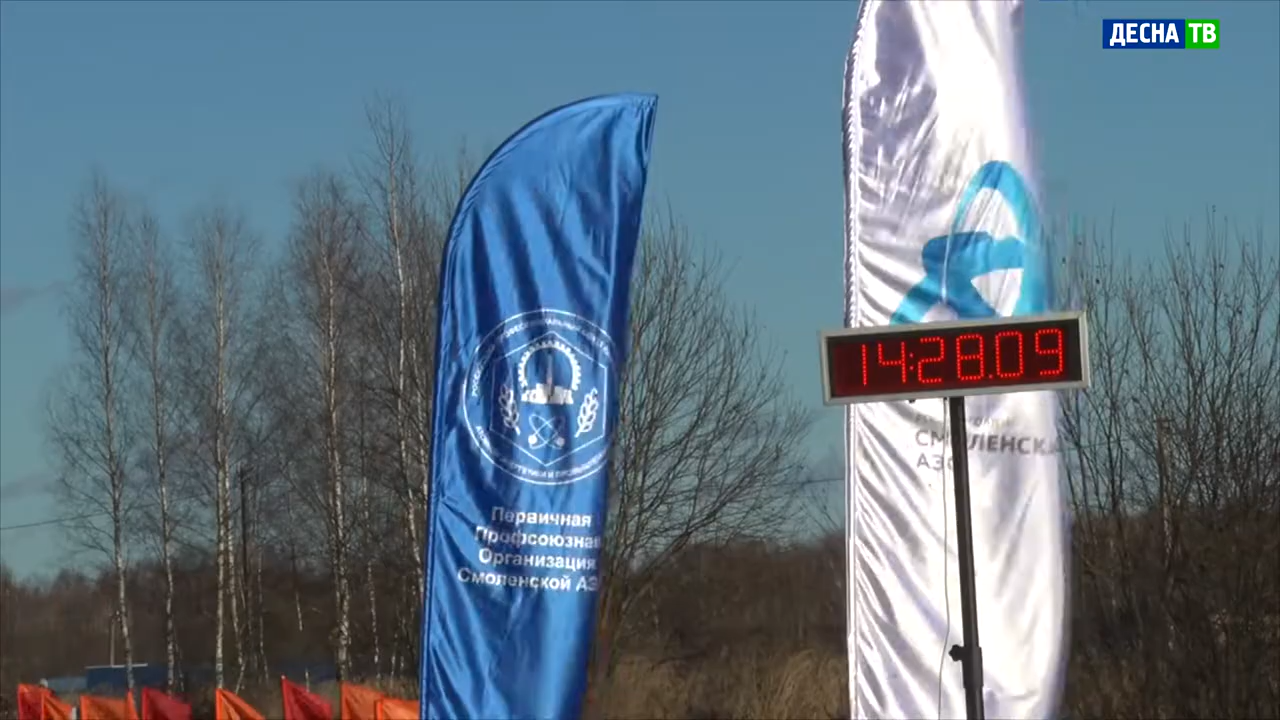 ДЕСНА ТВ
14:28.09
СМОЛЕНСКА
АЭС
Первичная
Профсоюзная
Организация
Смоленской АЭ